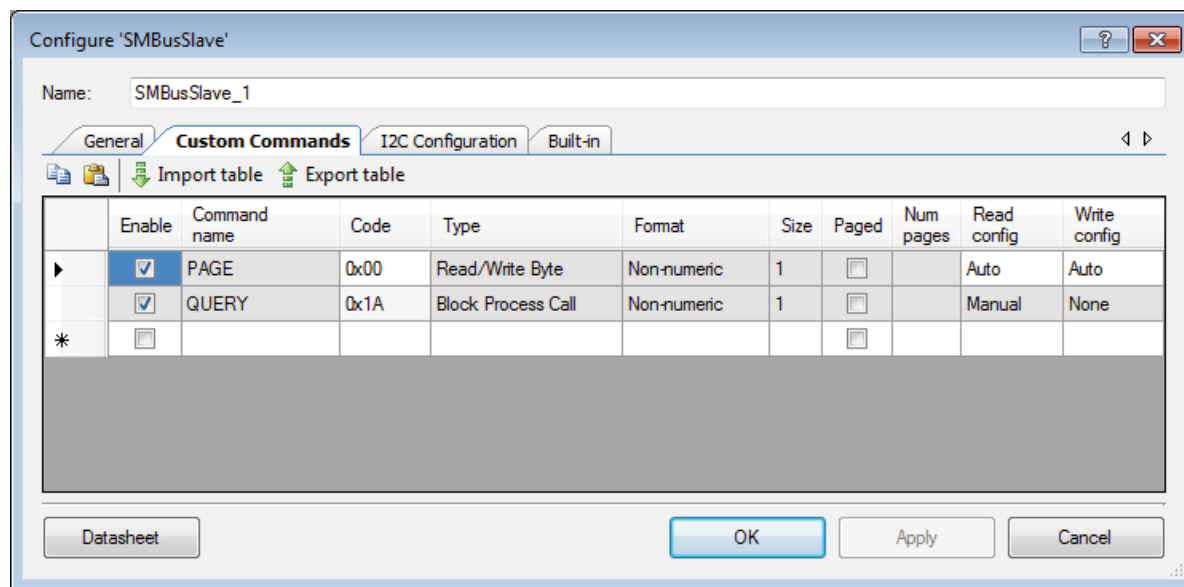 Configure 'SMBusSlave'
Name: SMBusSlave_1
General Custom Commands I2C Configuration Built-in
Import table Export table
Enable Command name Code Type Format Size Paged Num pages Read config Write config
PAGE 0x00 Read/Write Byte Non-numeric 1 Auto Auto
QUERY 0x1A Block Process Call Non-numeric 1 Manual None
Datasheet OK Apply Cancel